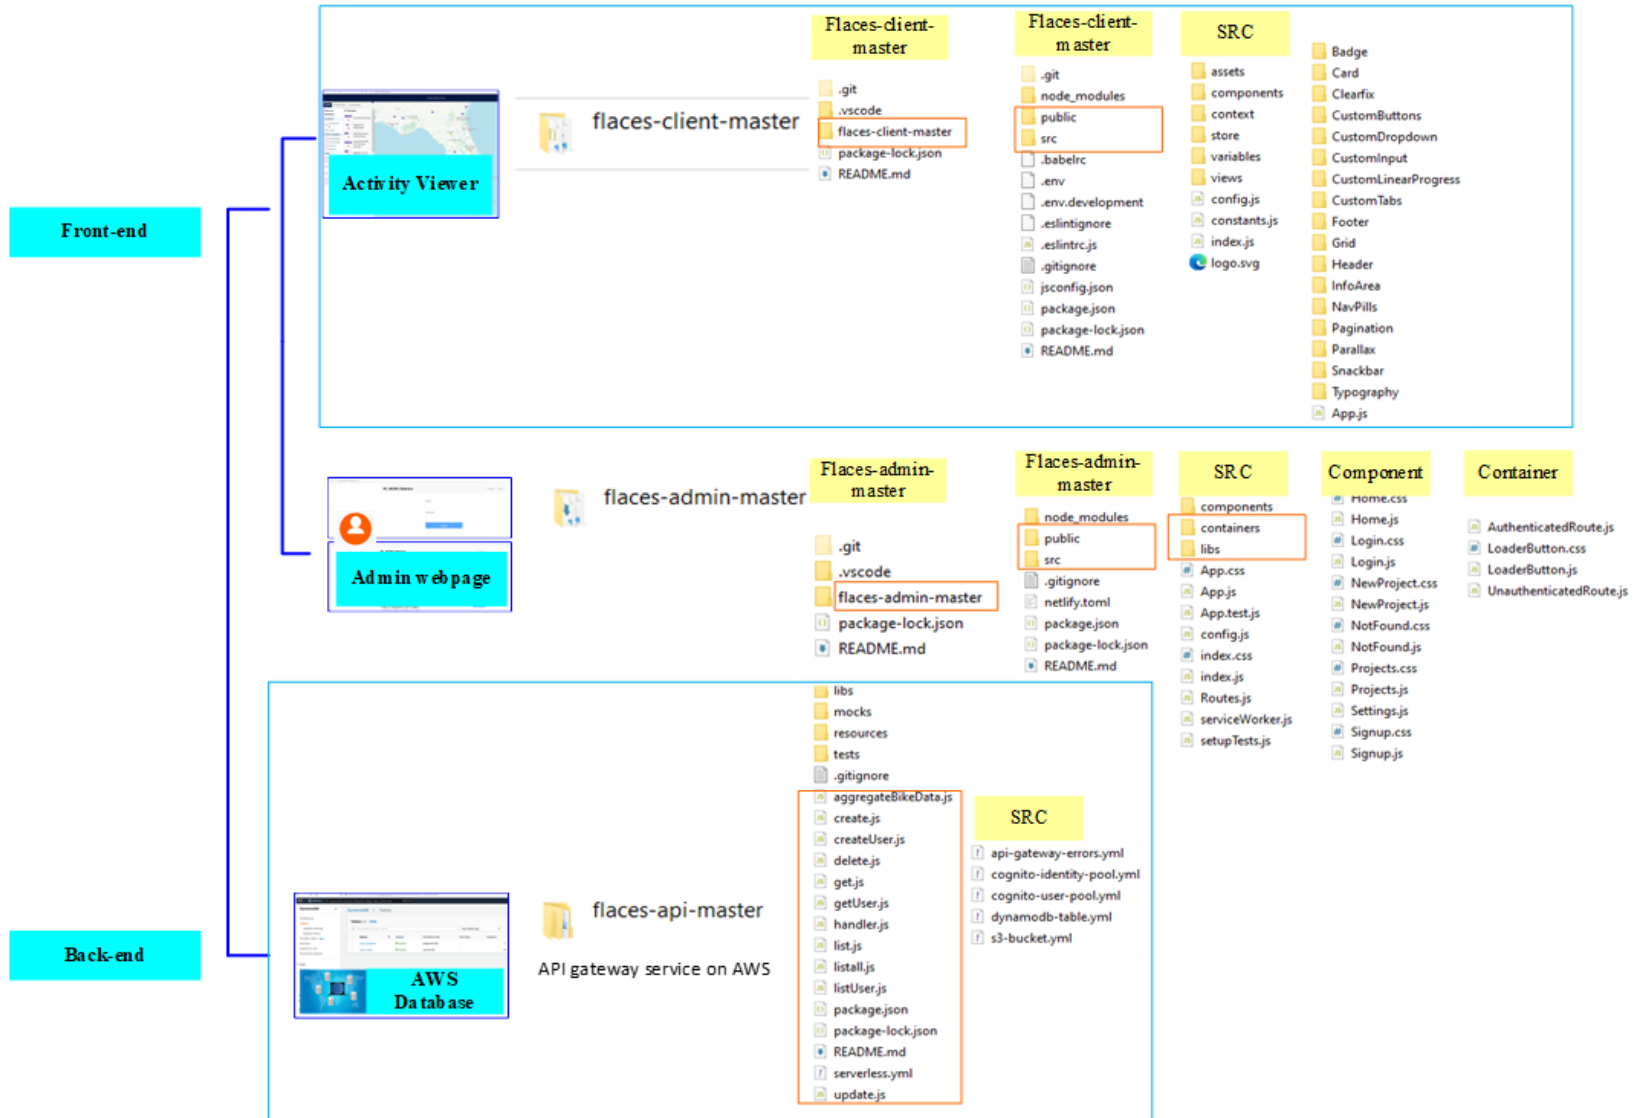 Front-end
Activity Viewer
flaces-client-master
Flaces-client-
master
.git
.vscode
flaces-client-master
package-lock.json
README.md
Flaces-client-
master
.git
node_modules
public
src
.babelrc
.env
.env.development
.eslintignore
.eslintrc.js
.gitignore
jsconfig.json
package.json
package-lock.json
README.md
SRC
assets
components
context
store
variables
views
config.js
constants.js
index.js
logo.svg
Badge
Card
Clearfix
CustomButtons
CustomDropdown
CustomInput
CustomLinearProgress
CustomTabs
Footer
Grid
Header
InfoArea
NavPills
Pagination
Parallax
Snackbar
Typography
App.js
Admin webpage
flaces-admin-master
Flaces-admin-
master
.git
.vscode
flaces-admin-master
package-lock.json
README.md
Flaces-admin-
master
node_modules
public
src
.gitignore
netlify.toml
package.json
package-lock.json
README.md
SRC
components
containers
libs
App.css
App.js
App.test.js
config.js
index.css
index.js
Routes.js
serviceWorker.js
setupTests.js
Component
Home.css
Home.js
Login.css
Login.js
NewProject.css
NewProject.js
NotFound.css
NotFound.js
Projects.css
Projects.js
Settings.js
Signup.css
Signup.js
Container
AuthenticatedRoute.js
LoaderButton.css
LoaderButton.js
UnauthenticatedRoute.js
Back-end
AWS
Database
flaces-api-master
API gateway service on AWS
libs
mocks
resources
tests
.gitignore
aggregateBikeData.js
create.js
createUser.js
delete.js
get.js
getUser.js
handler.js
list.js
listall.js
listUser.js
package.json
package-lock.json
README.md
serverless.yml
update.js
SRC
api-gateway-errors.yml
cognito-identity-pool.yml
cognito-user-pool.yml
dynamodb-table.yml
s3-bucket.yml